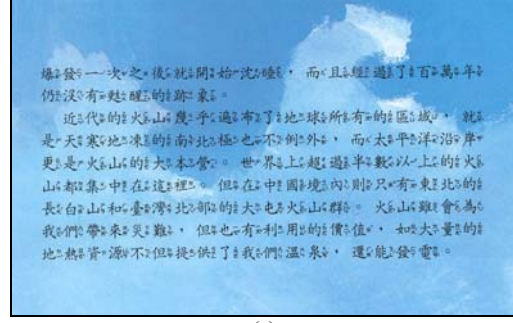 爆發一次之後就開始沈睡，而且經過了百萬年
仍沒有甦醒的跡象。
近代的火山幾乎遍布了地球所有的區域，就
是天寒地凍的南北極也不例外，而太平洋沿岸
更是火山的大本營。世界上超過半數以上的火
山都集中在這裡。但在中國境內則只有東北的
長白山和臺灣北部的大屯火山群。火山雖會為
我們帶來災難，但也有利用的價值，如大量的
地熱資源不但提供了我們溫泉，還能發電。